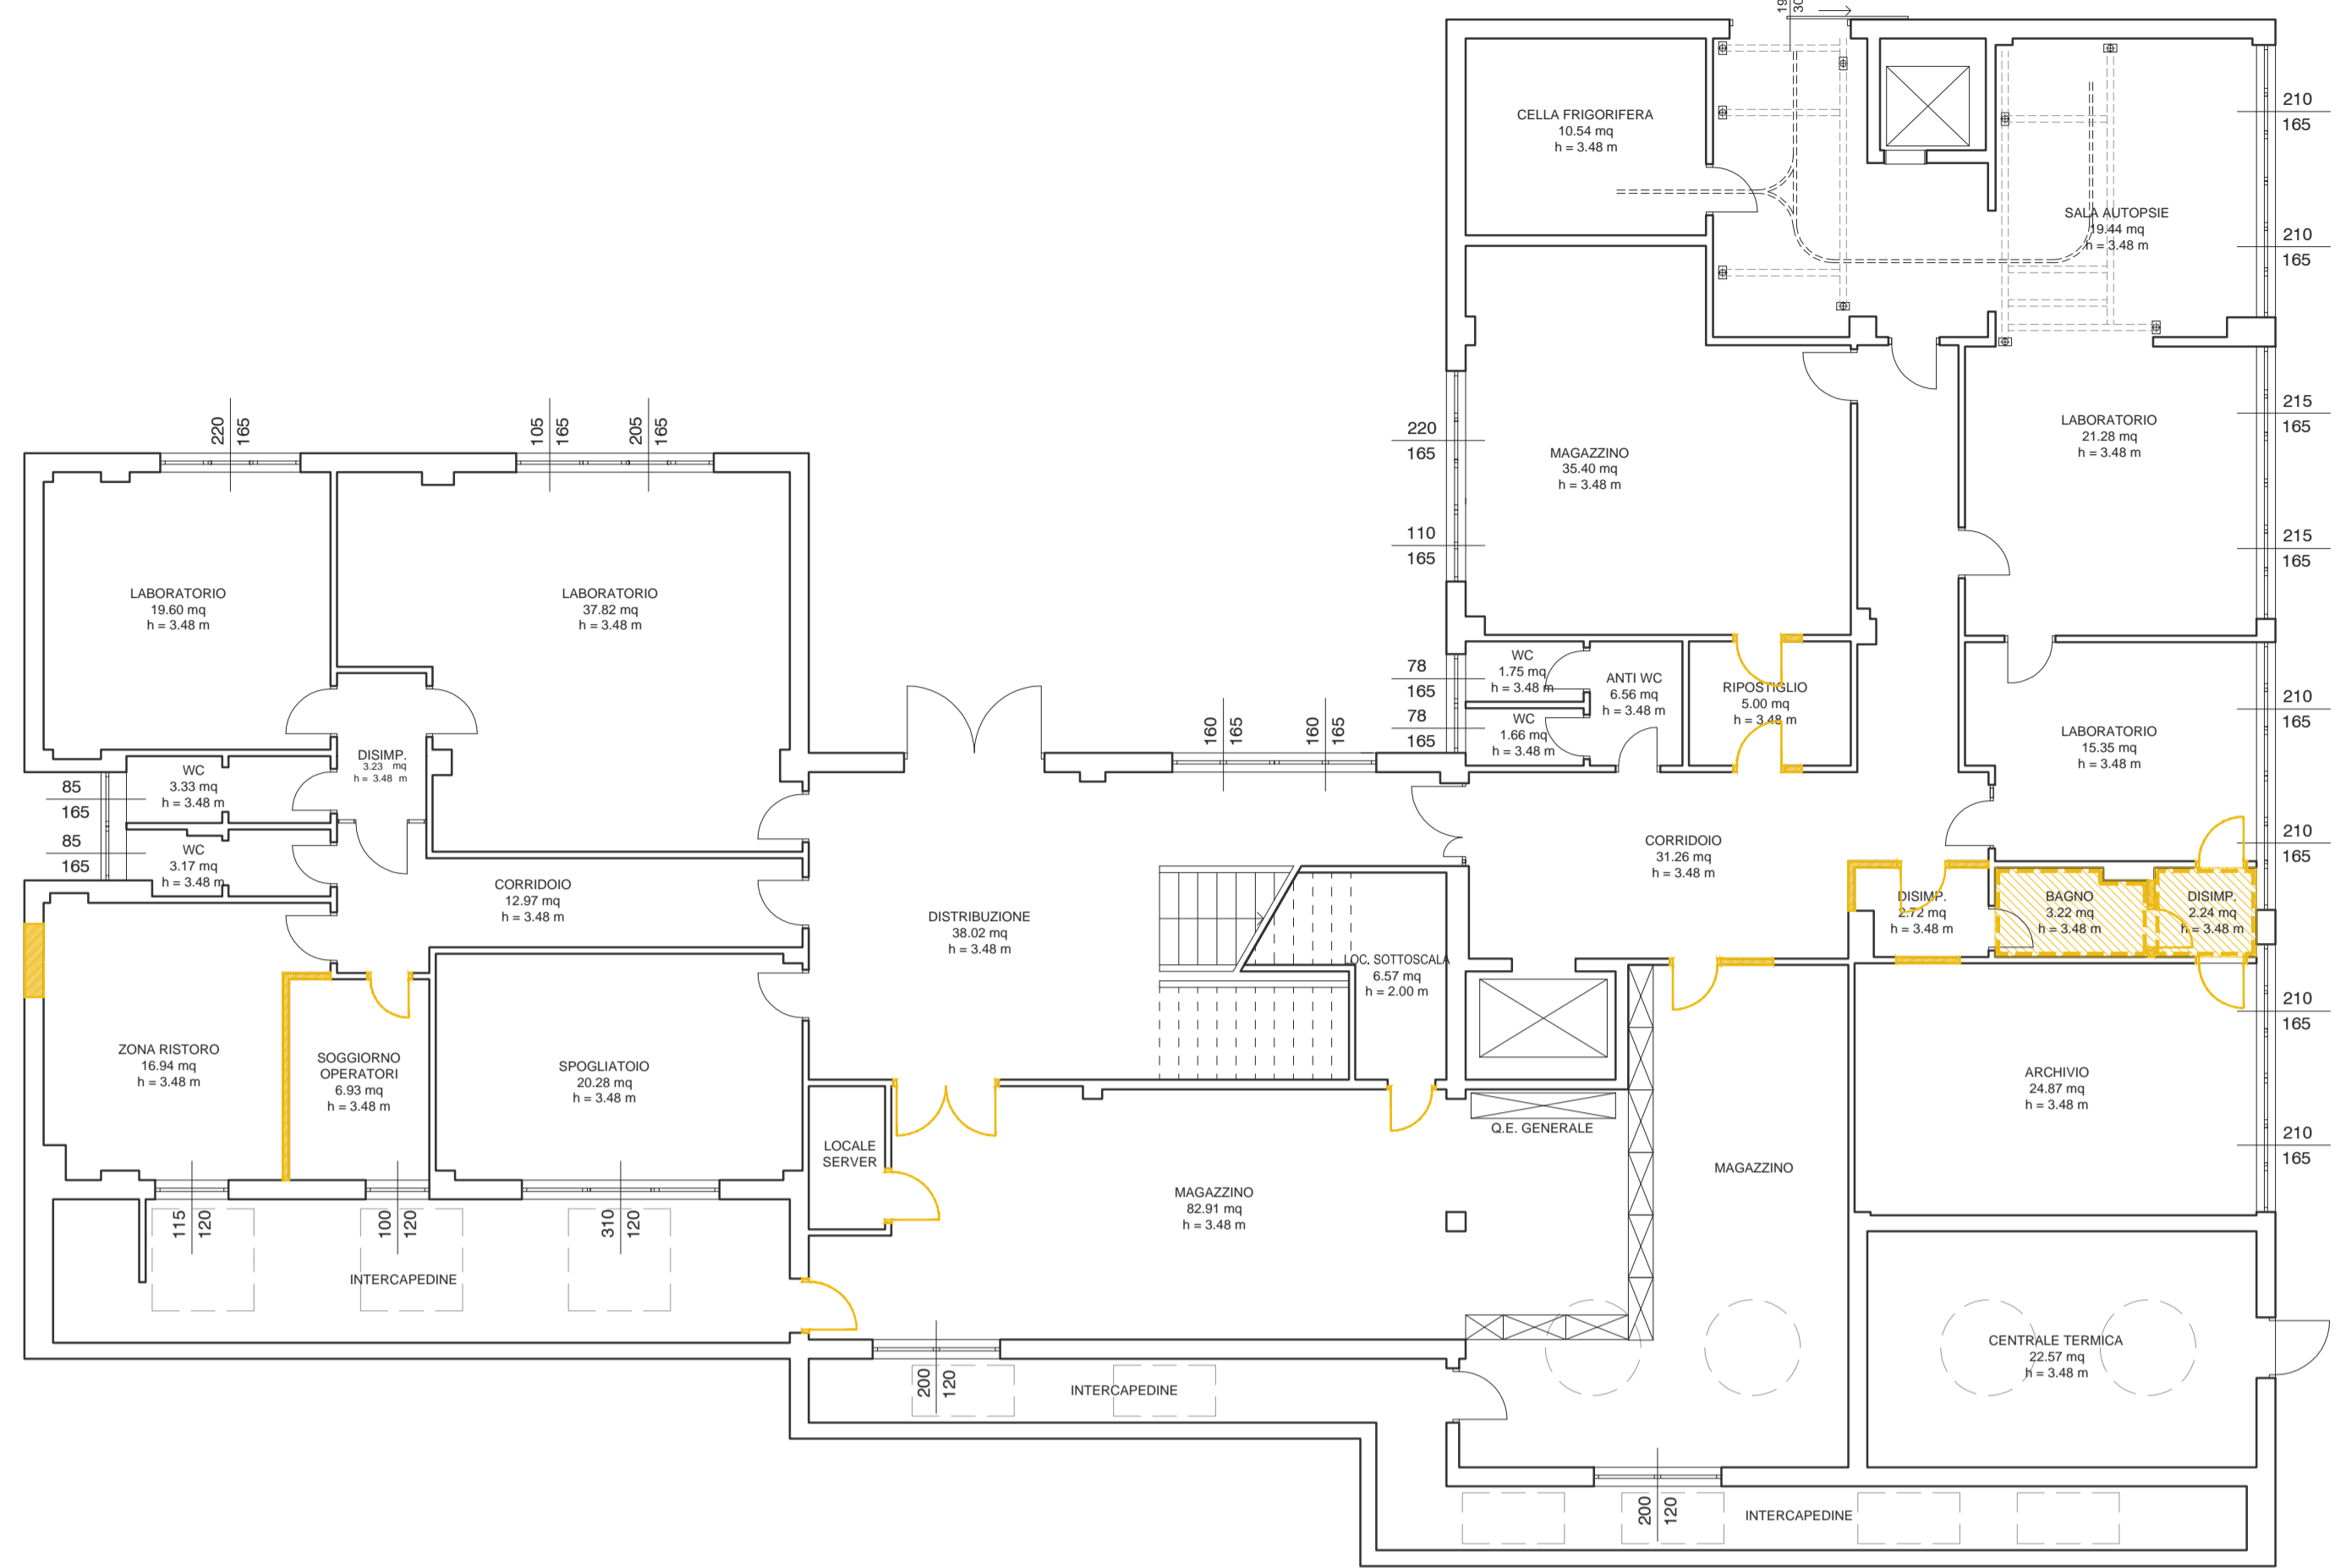 19
30
CELLA FRIGORIFERA
10.54 mq
h = 3.48 m
210
165
SALA AUTOPSIE
19.44 mq
h = 3.48 m
210
165
220
165
105
165
205
165
220
165
MAGAZZINO
35.40 mq
h = 3.48 m
LABORATORIO
21.28 mq
h = 3.48 m
215
165
110
165
215
165
LABORATORIO
19.60 mq
h = 3.48 m
LABORATORIO
37.82 mq
h = 3.48 m
78
165
78
165
WC
1.75 mq
h = 3.48 m
WC
1.66 mq
h = 3.48 m
ANTI WC
6.56 mq
h = 3.48 m
RIPOSTIGLIO
5.00 mq
h = 3.48 m
LABORATORIO
15.35 mq
h = 3.48 m
210
165
160
165
160
165
DISIMP.
3.23 mq
h = 3.48 m
85
165
85
165
WC
3.33 mq
h = 3.48 m
WC
3.17 mq
h = 3.48 m
CORRIDOIO
12.97 mq
h = 3.48 m
DISTRIBUZIONE
38.02 mq
h = 3.48 m
CORRIDOIO
31.26 mq
h = 3.48 m
210
165
DISIMP.
2.72 mq
h = 3.48 m
BAGNO
3.22 mq
h = 3.48 m
DISIMP.
2.24 mq
h = 3.48 m
LOC. SOTTOSCALA
6.57 mq
h = 2.00 m
210
165
ZONA RISTORO
16.94 mq
h = 3.48 m
SOGGIORNO
OPERATORI
6.93 mq
h = 3.48 m
SPOGLIATOIO
20.28 mq
h = 3.48 m
ARCHIVIO
24.87 mq
h = 3.48 m
Q.E. GENERALE
LOCALE
SERVER
MAGAZZINO
210
165
MAGAZZINO
82.91 mq
h = 3.48 m
115
120
100
120
310
120
INTERCAPEDINE
CENTRALE TERMICA
22.57 mq
h = 3.48 m
200
120
INTERCAPEDINE
200
120
INTERCAPEDINE